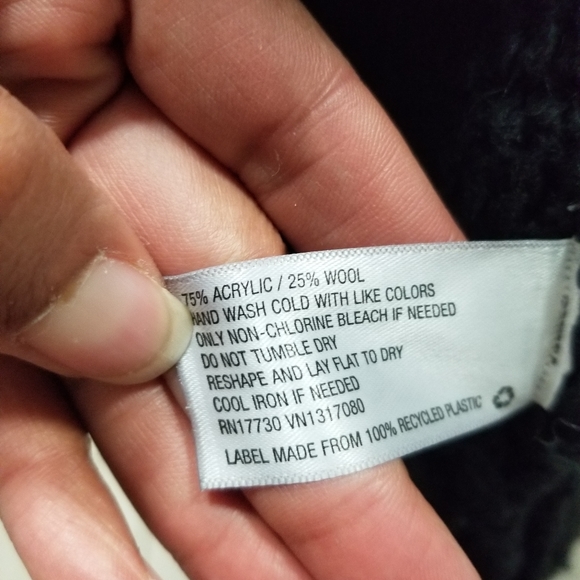 75% ACRYLIC / 25% WOOL
HAND WASH COLD WITH LIKE COLORS
ONLY NON-CHLORINE BLEACH IF NEEDED
DO NOT TUMBLE DRY
RESHAPE AND LAY FLAT TO DRY
COOL IRON IF NEEDED
RN17730 VN1317080
LABEL MADE FROM 100% RECYCLED PLASTIC*